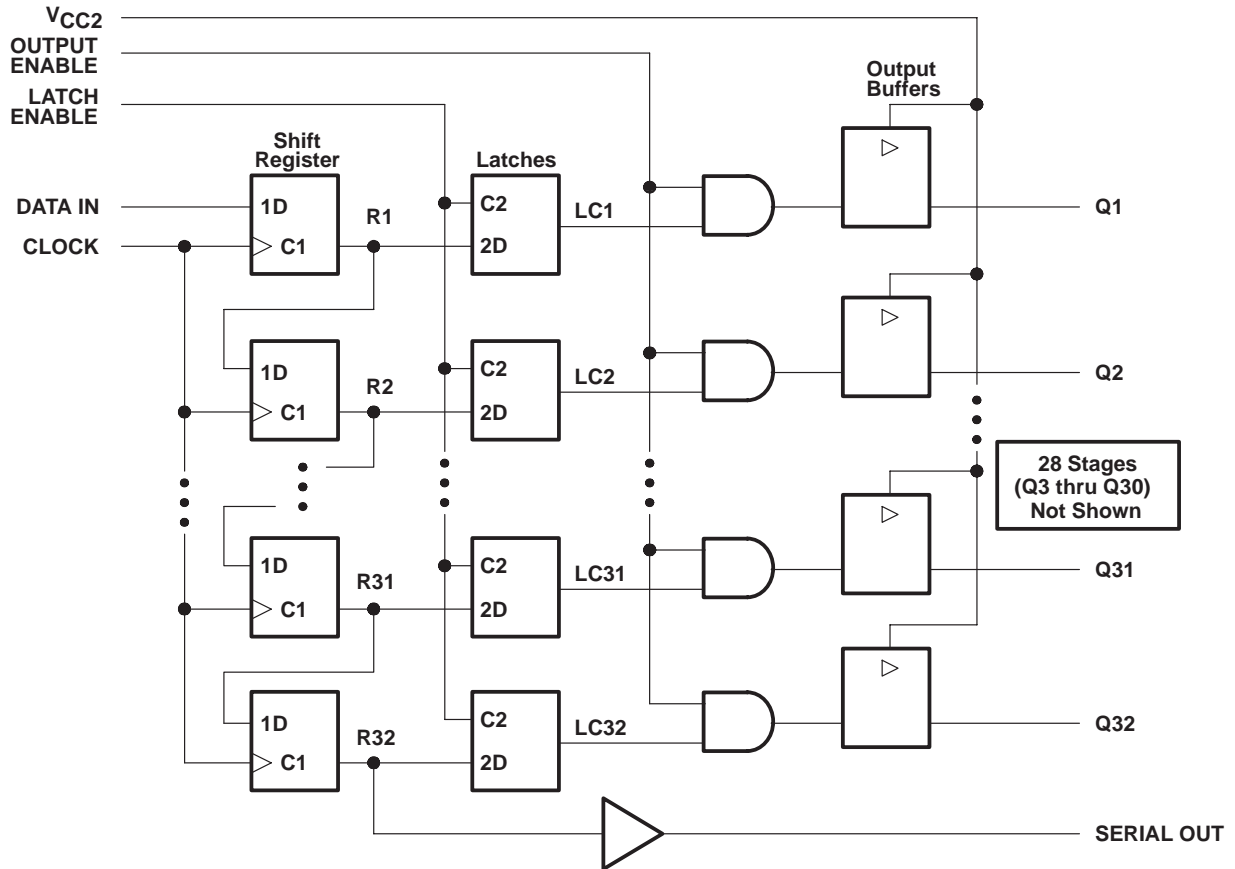 VCC2
OUTPUT
ENABLE
LATCH
ENABLE
Output
Buffers
Shift
Register
Latches
DATA IN
CLOCK
1D
C1
R1
C2
2D
LC1
Q1
1D
C1
R2
C2
2D
LC2
Q2
28 Stages
(Q3 thru Q30)
Not Shown
1D
C1
R31
C2
2D
LC31
Q31
1D
C1
R32
C2
2D
LC32
Q32
SERIAL OUT